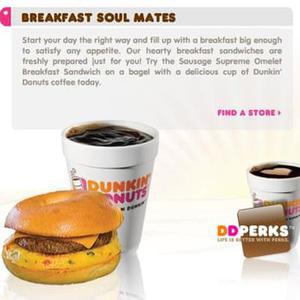 BREAKFAST SOUL MATES
Start your day the right way and fill up with a breakfast big enough
to satisfy any appetite. Our hearty breakfast sandwiches are
freshly prepared just for you! Try the Sausage Supreme Omelet
Breakfast Sandwich on a bagel with a delicious cup of Dunkin'
Donuts coffee today.
FIND A STORE
DUNKIN'
DONUTS
N DUNKIN
DDPERKS™
LIFE IS BETTER WITH PERKS.